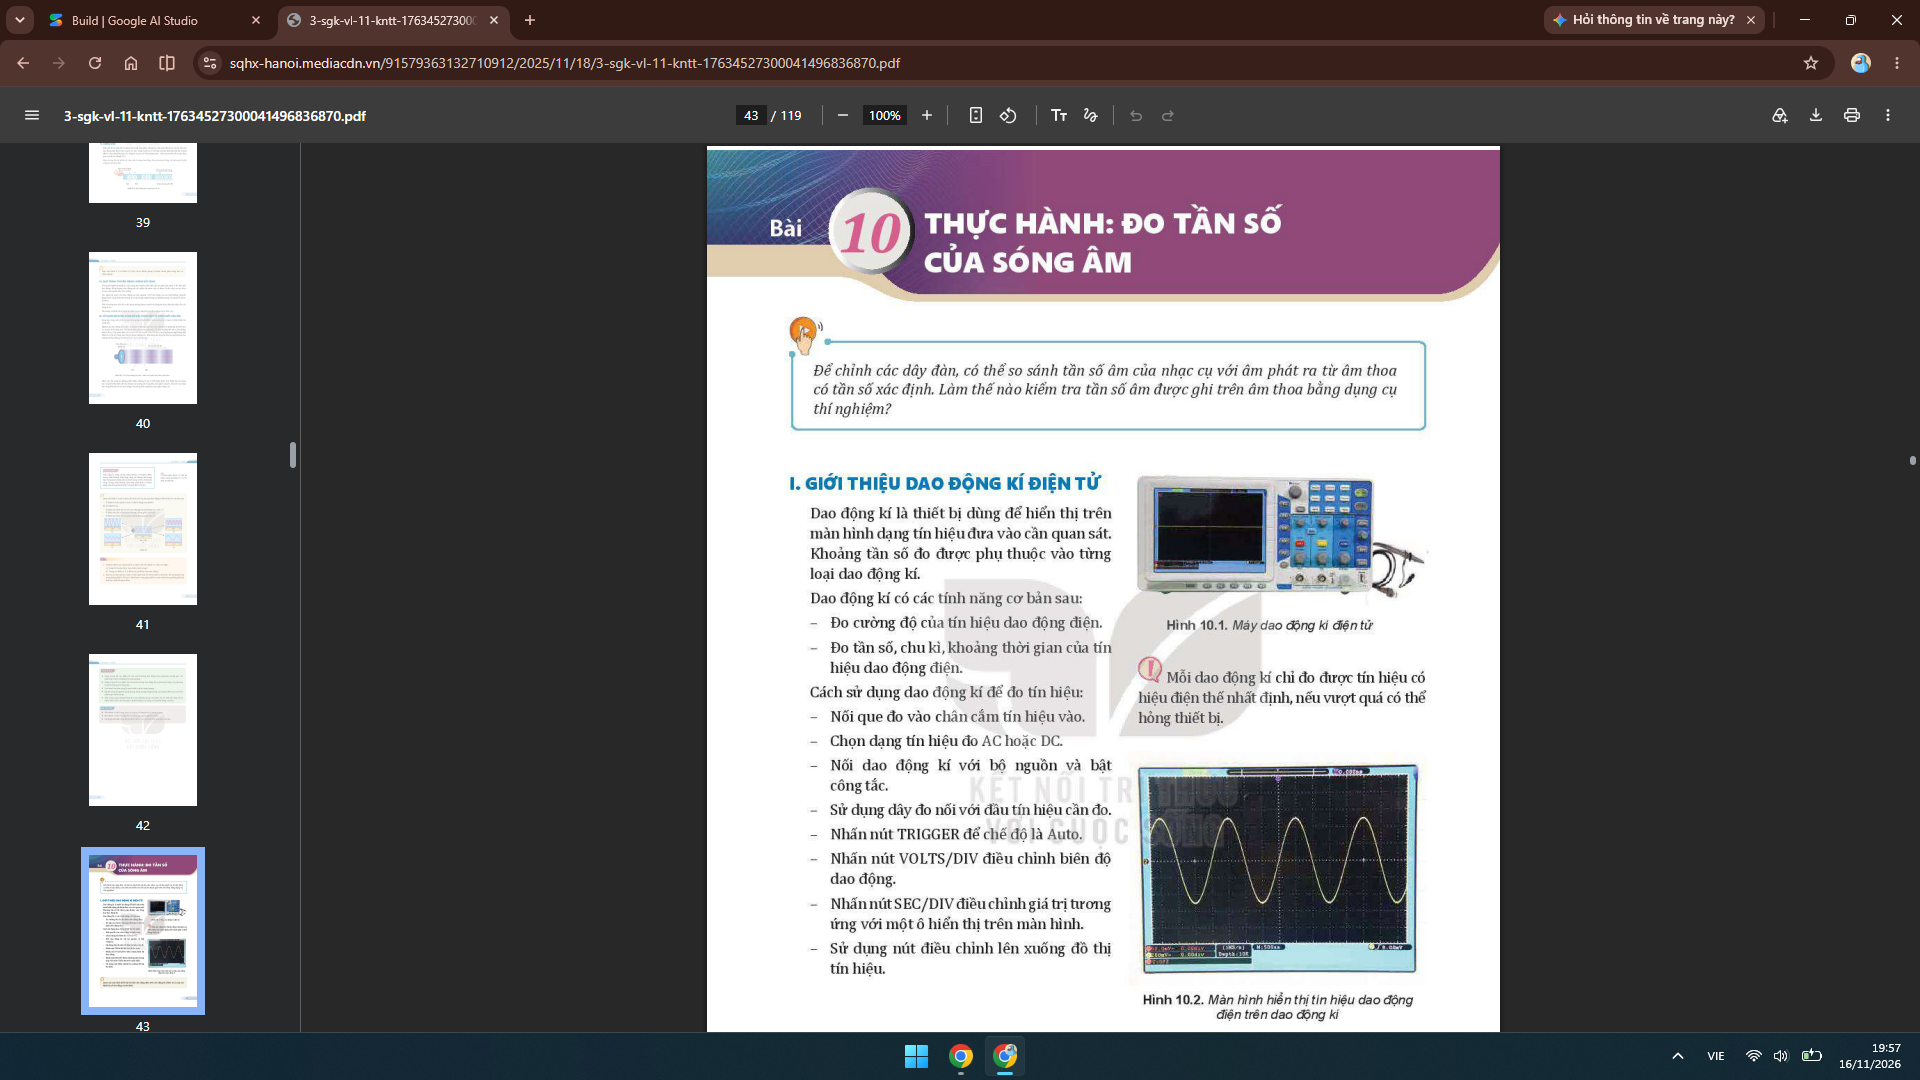 Build | Google AI Studio
3-sgk-vl-11-kntt-1763452730004
Hỏi thông tin về trang này?
sqhx-hanoi.mediacdn.vn/91579363132710912/2025/11/18/3-sgk-vl-11-kntt-17634527300041496836870.pdf
3-sgk-vl-11-kntt-17634527300041496836870.pdf
43 / 119
100%
39
40
41
42
43
Bài
10
THỰC HÀNH: ĐO TẦN SỐ
CỦA SÓNG ÂM
Để chỉnh các dây đàn, có thể so sánh tần số âm của nhạc cụ với âm phát ra từ âm thoa
có tần số xác định. Làm thế nào kiểm tra tần số âm được ghi trên âm thoa bằng dụng cụ
thí nghiệm?
I. GIỚI THIỆU DAO ĐỘNG KÍ ĐIỆN TỬ
Dao động kí là thiết bị dùng để hiển thị trên
màn hình dạng tín hiệu đưa vào cần quan sát.
Khoảng tần số đo được phụ thuộc vào từng
loại dao động kí.
Dao động kí có các tính năng cơ bản sau:
– Đo cường độ của tín hiệu dao động điện.
– Đo tần số, chu kì, khoảng thời gian của tín
hiệu dao động điện.
Cách sử dụng dao động kí để đo tín hiệu:
– Nối que đo vào chân cắm tín hiệu vào.
– Chọn dạng tín hiệu đo AC hoặc DC.
– Nối dao động kí với bộ nguồn và bật
công tắc.
– Sử dụng dây đo nối với đầu tín hiệu cần đo.
– Nhấn nút TRIGGER để chế độ là Auto.
– Nhấn nút VOLTS/DIV điều chỉnh biên độ
dao động.
– Nhấn nút SEC/DIV điều chỉnh giá trị tương
ứng với một ô hiển thị trên màn hình.
– Sử dụng nút điều chỉnh lên xuống đồ thị
tín hiệu.
Hình 10.1. Máy dao động kí điện tử
Mỗi dao động kí chỉ đo được tín hiệu có
hiệu điện thế nhất định, nếu vượt quá có thể
hỏng thiết bị.
KẾT NỐI TRI THỨC
VỚI CUỘC SỐNG
Hình 10.2. Màn hình hiển thị tín hiệu dao động
điện trên dao động kí
VIE
19:57
16/11/2026